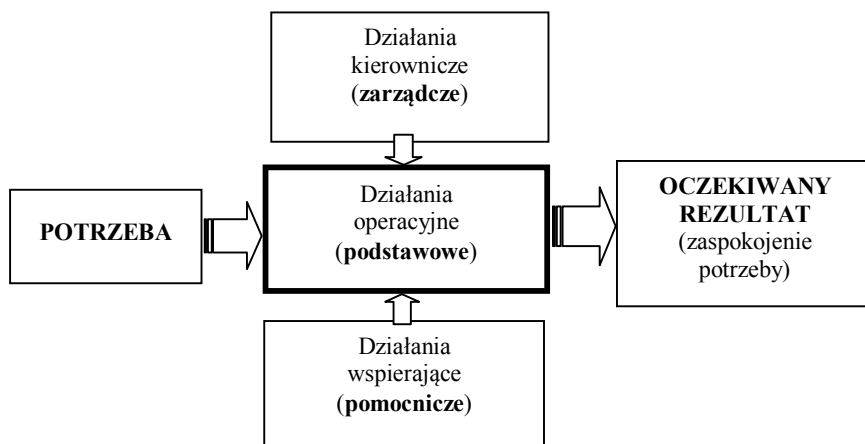 Działania
kierownicze
(zarządcze)
POTRZEBA
Działania
operacyjne
(podstawowe)
OCZEKIWANY
REZULTAT
(zaspokojenie
potrzeby)
Działania
wspierające
(pomocnicze)